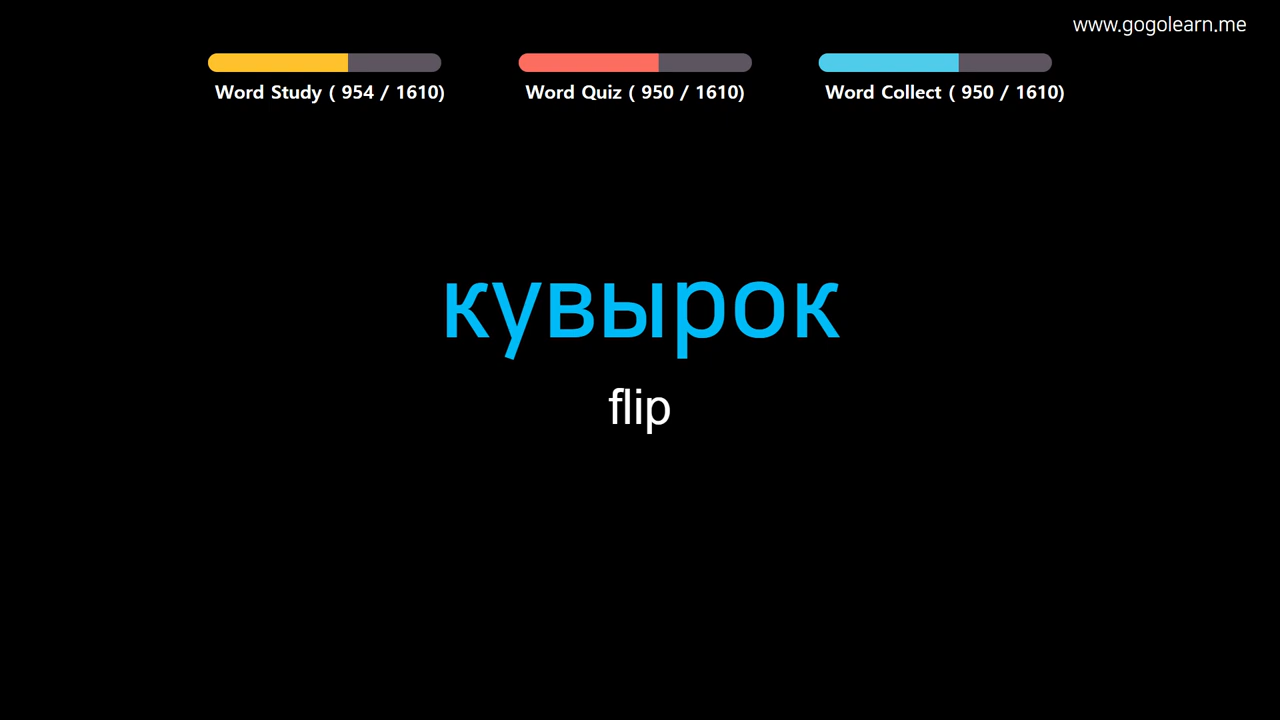 www.gogolearn.me
Word Study ( 954 / 1610)
Word Quiz ( 950 / 1610)
Word Collect ( 950 / 1610)
кувырок
flip